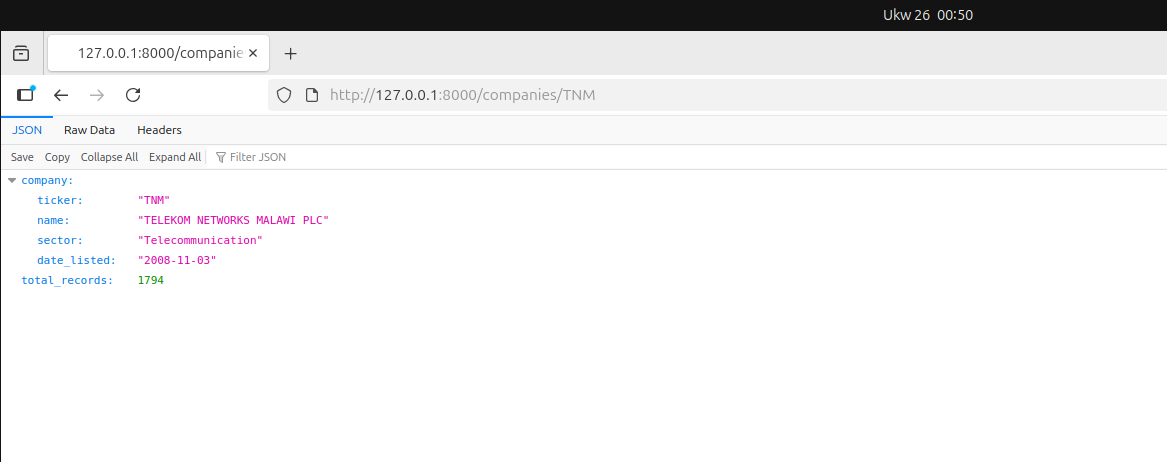 Ukw 26 00:50
127.0.0.1:8000/companie
http://127.0.0.1:8000/companies/TNM
JSON Raw Data Headers
Save Copy Collapse All Expand All Filter JSON
company:
ticker: "TNM"
name: "TELEKOM NETWORKS MALAWI PLC"
sector: "Telecommunication"
date_listed: "2008-11-03"
total_records: 1794